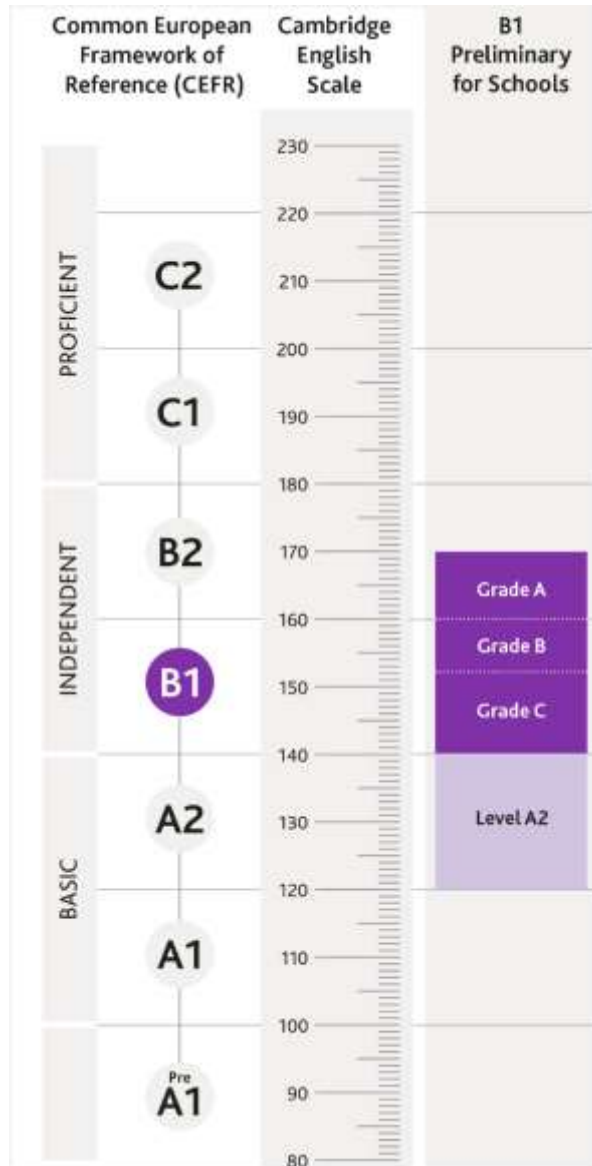 Common European
Framework of
Reference (CEFR)
Cambridge
English
Scale
B1
Preliminary
for Schools
PROFICIENT
INDEPENDENT
BASIC
C2
C1
B2
B1
A2
A1
Pre
A1
230
220
210
200
190
180
170
160
150
140
130
120
110
100
90
80
Grade A
Grade B
Grade C
Level A2